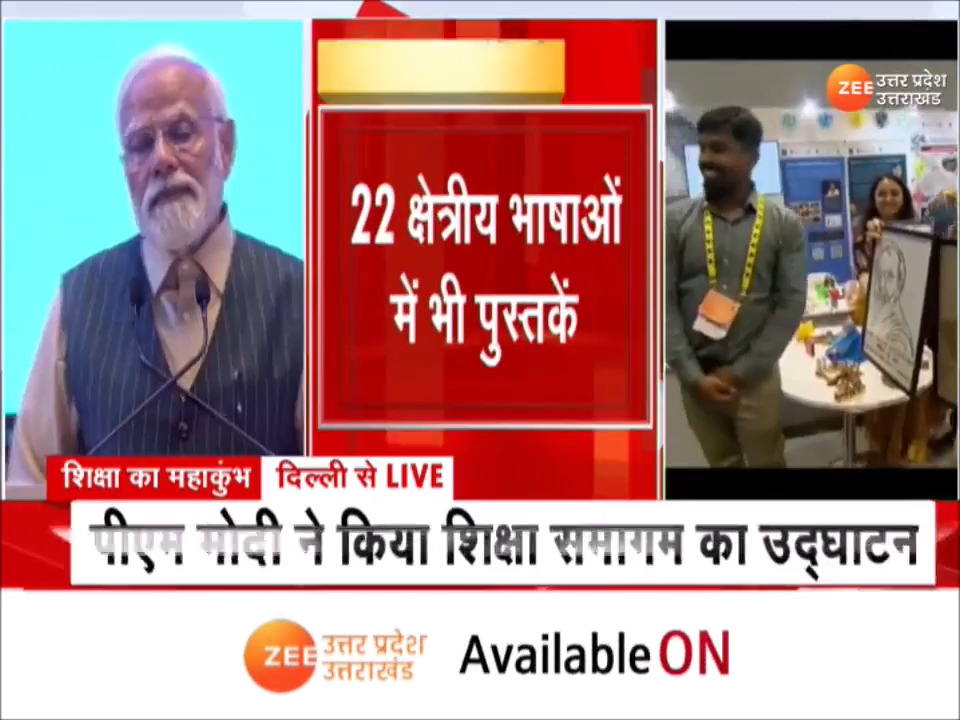 ZEE उत्तर प्रदेश
उत्तराखंड
22 क्षेत्रीय भाषाओं
में भी पुस्तकें
शिक्षा का महाकुंभ
दिल्ली से LIVE
पीएम मोदी ने किया शिक्षा समागम का उद्घाटन
ZEE उत्तर प्रदेश
उत्तराखंड
Available ON